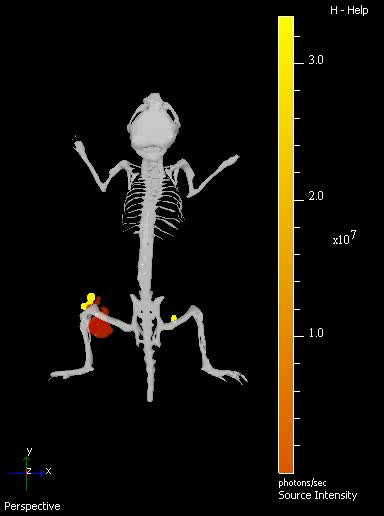 H - Help
3.0
2.0
x10⁷
1.0
y
z x
photons/sec
Source Intensity
Perspective